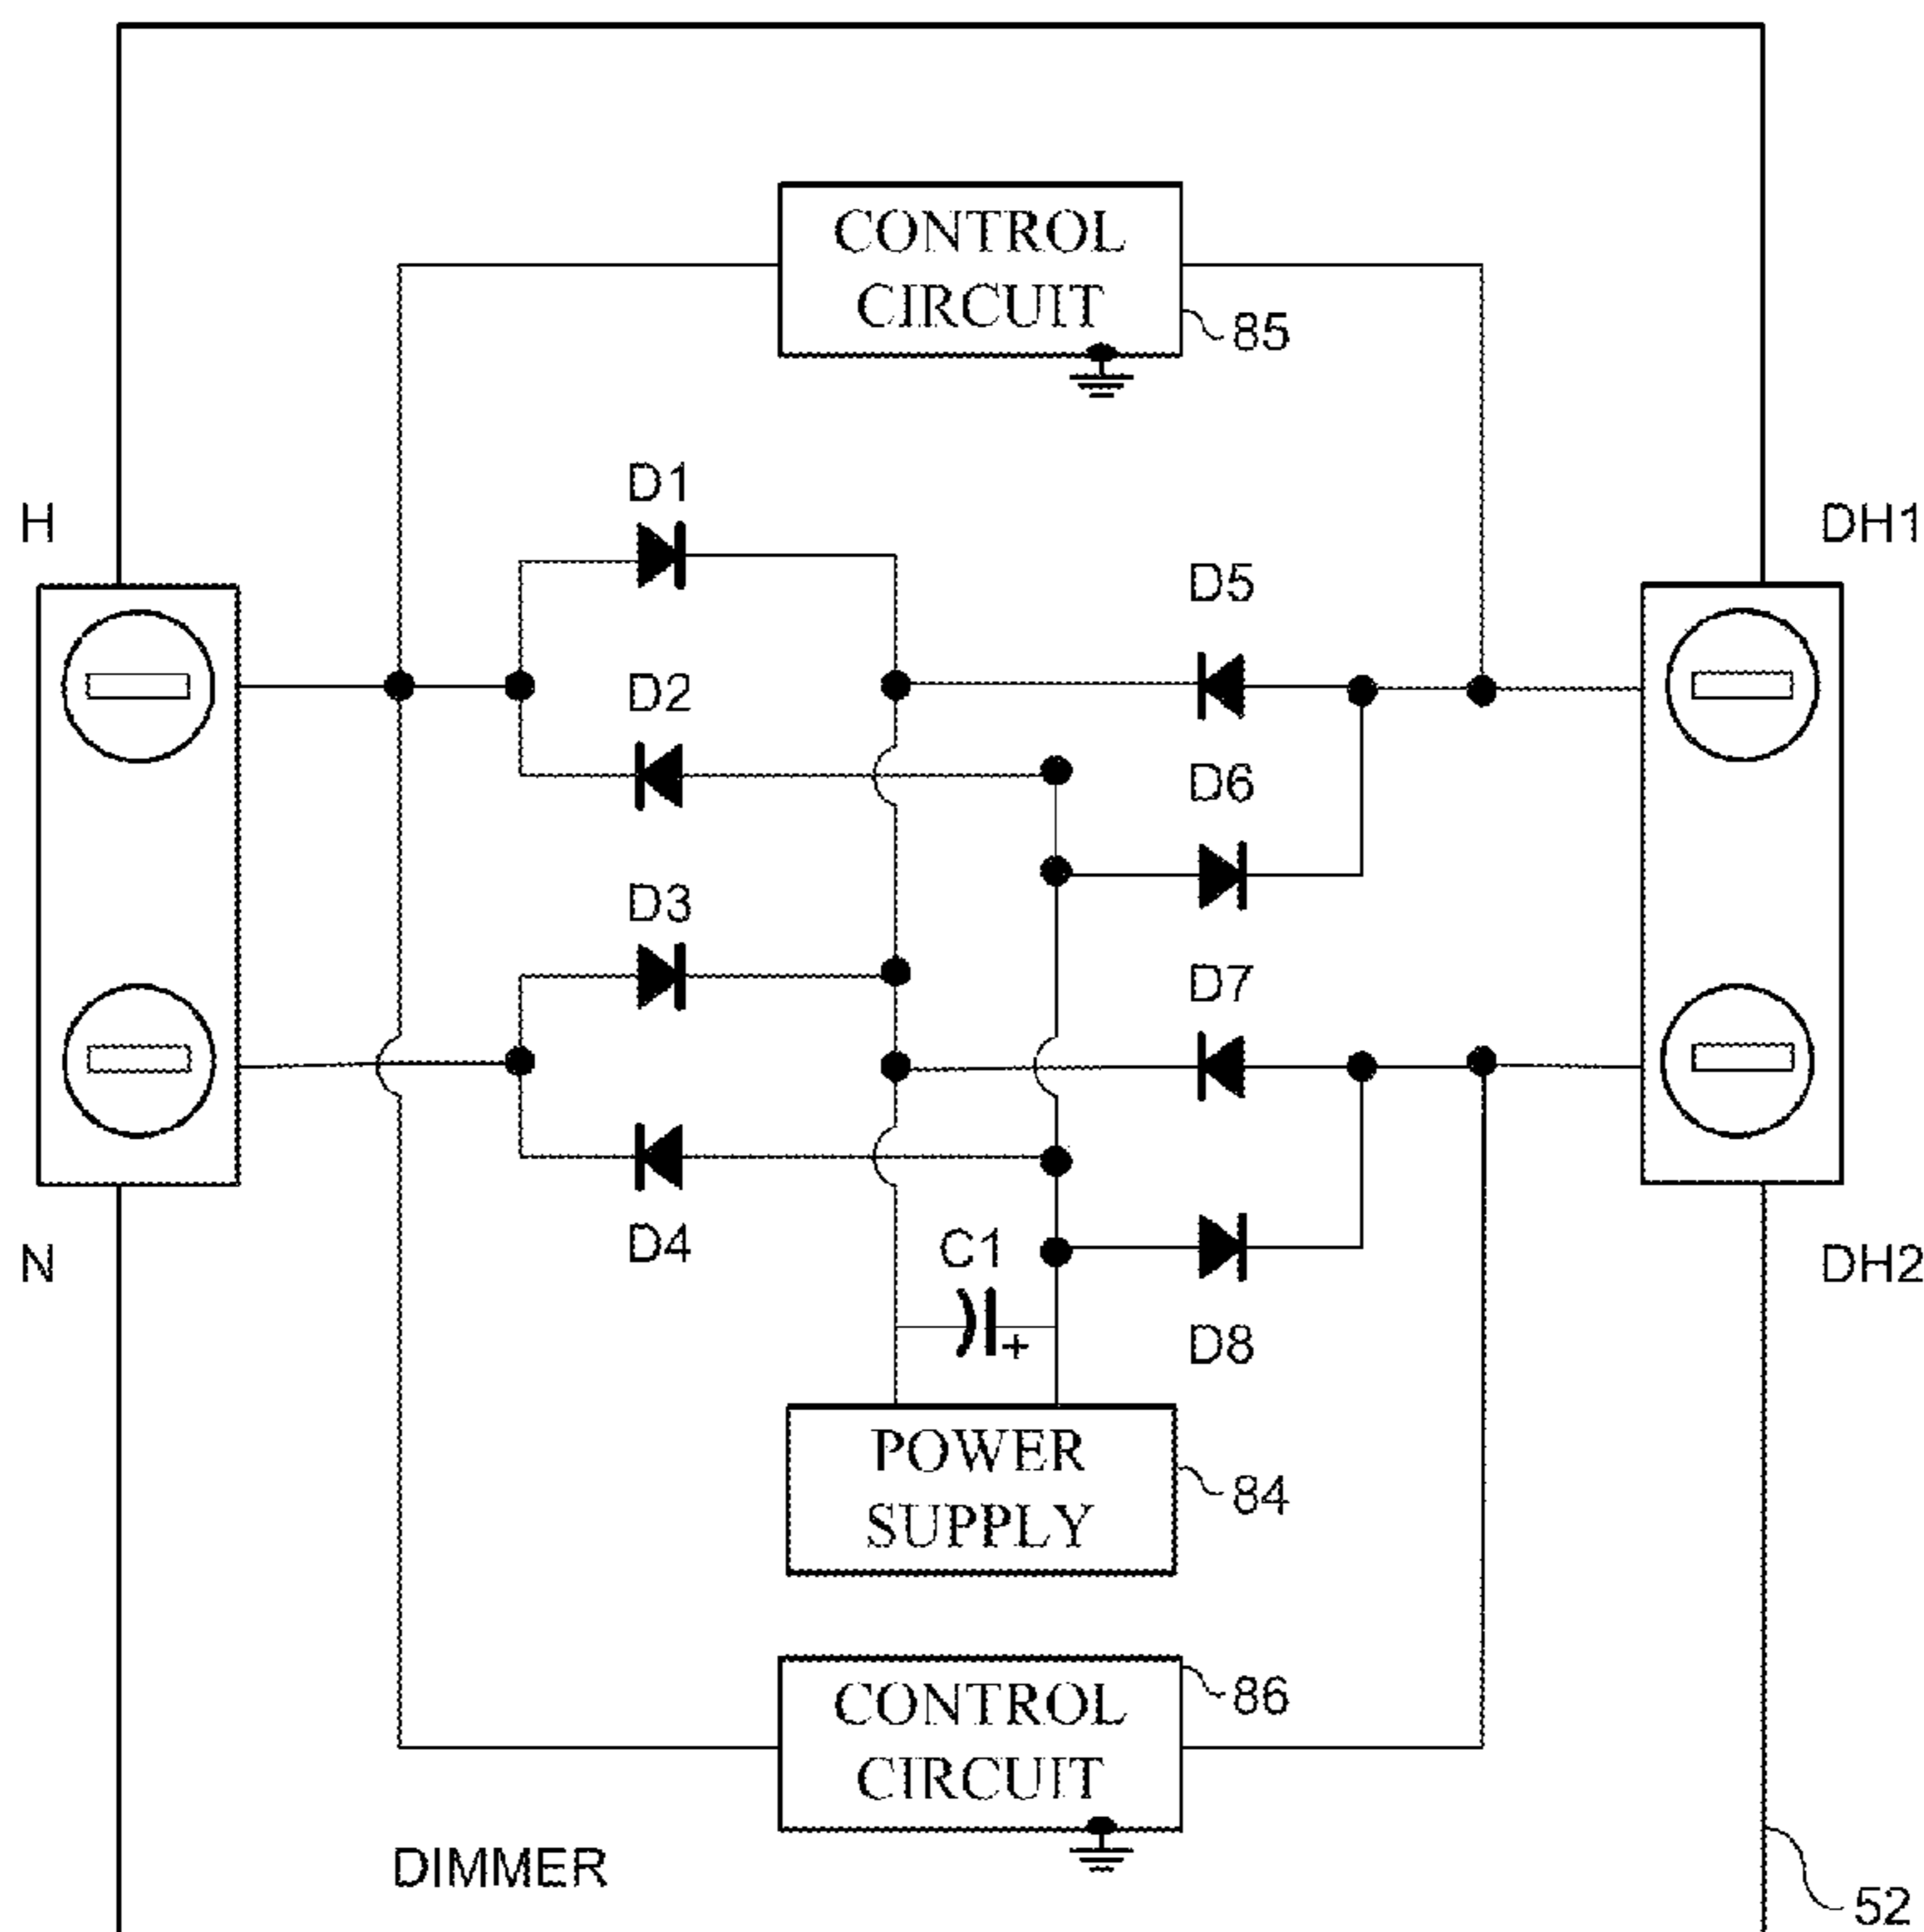 CONTROL
CIRCUIT
85
D1
H
DH1
D5
D2
D6
D3
D7
D4
C1
N
DH2
+
D8
POWER
SUPPLY
84
CONTROL
CIRCUIT
86
DIMMER
52